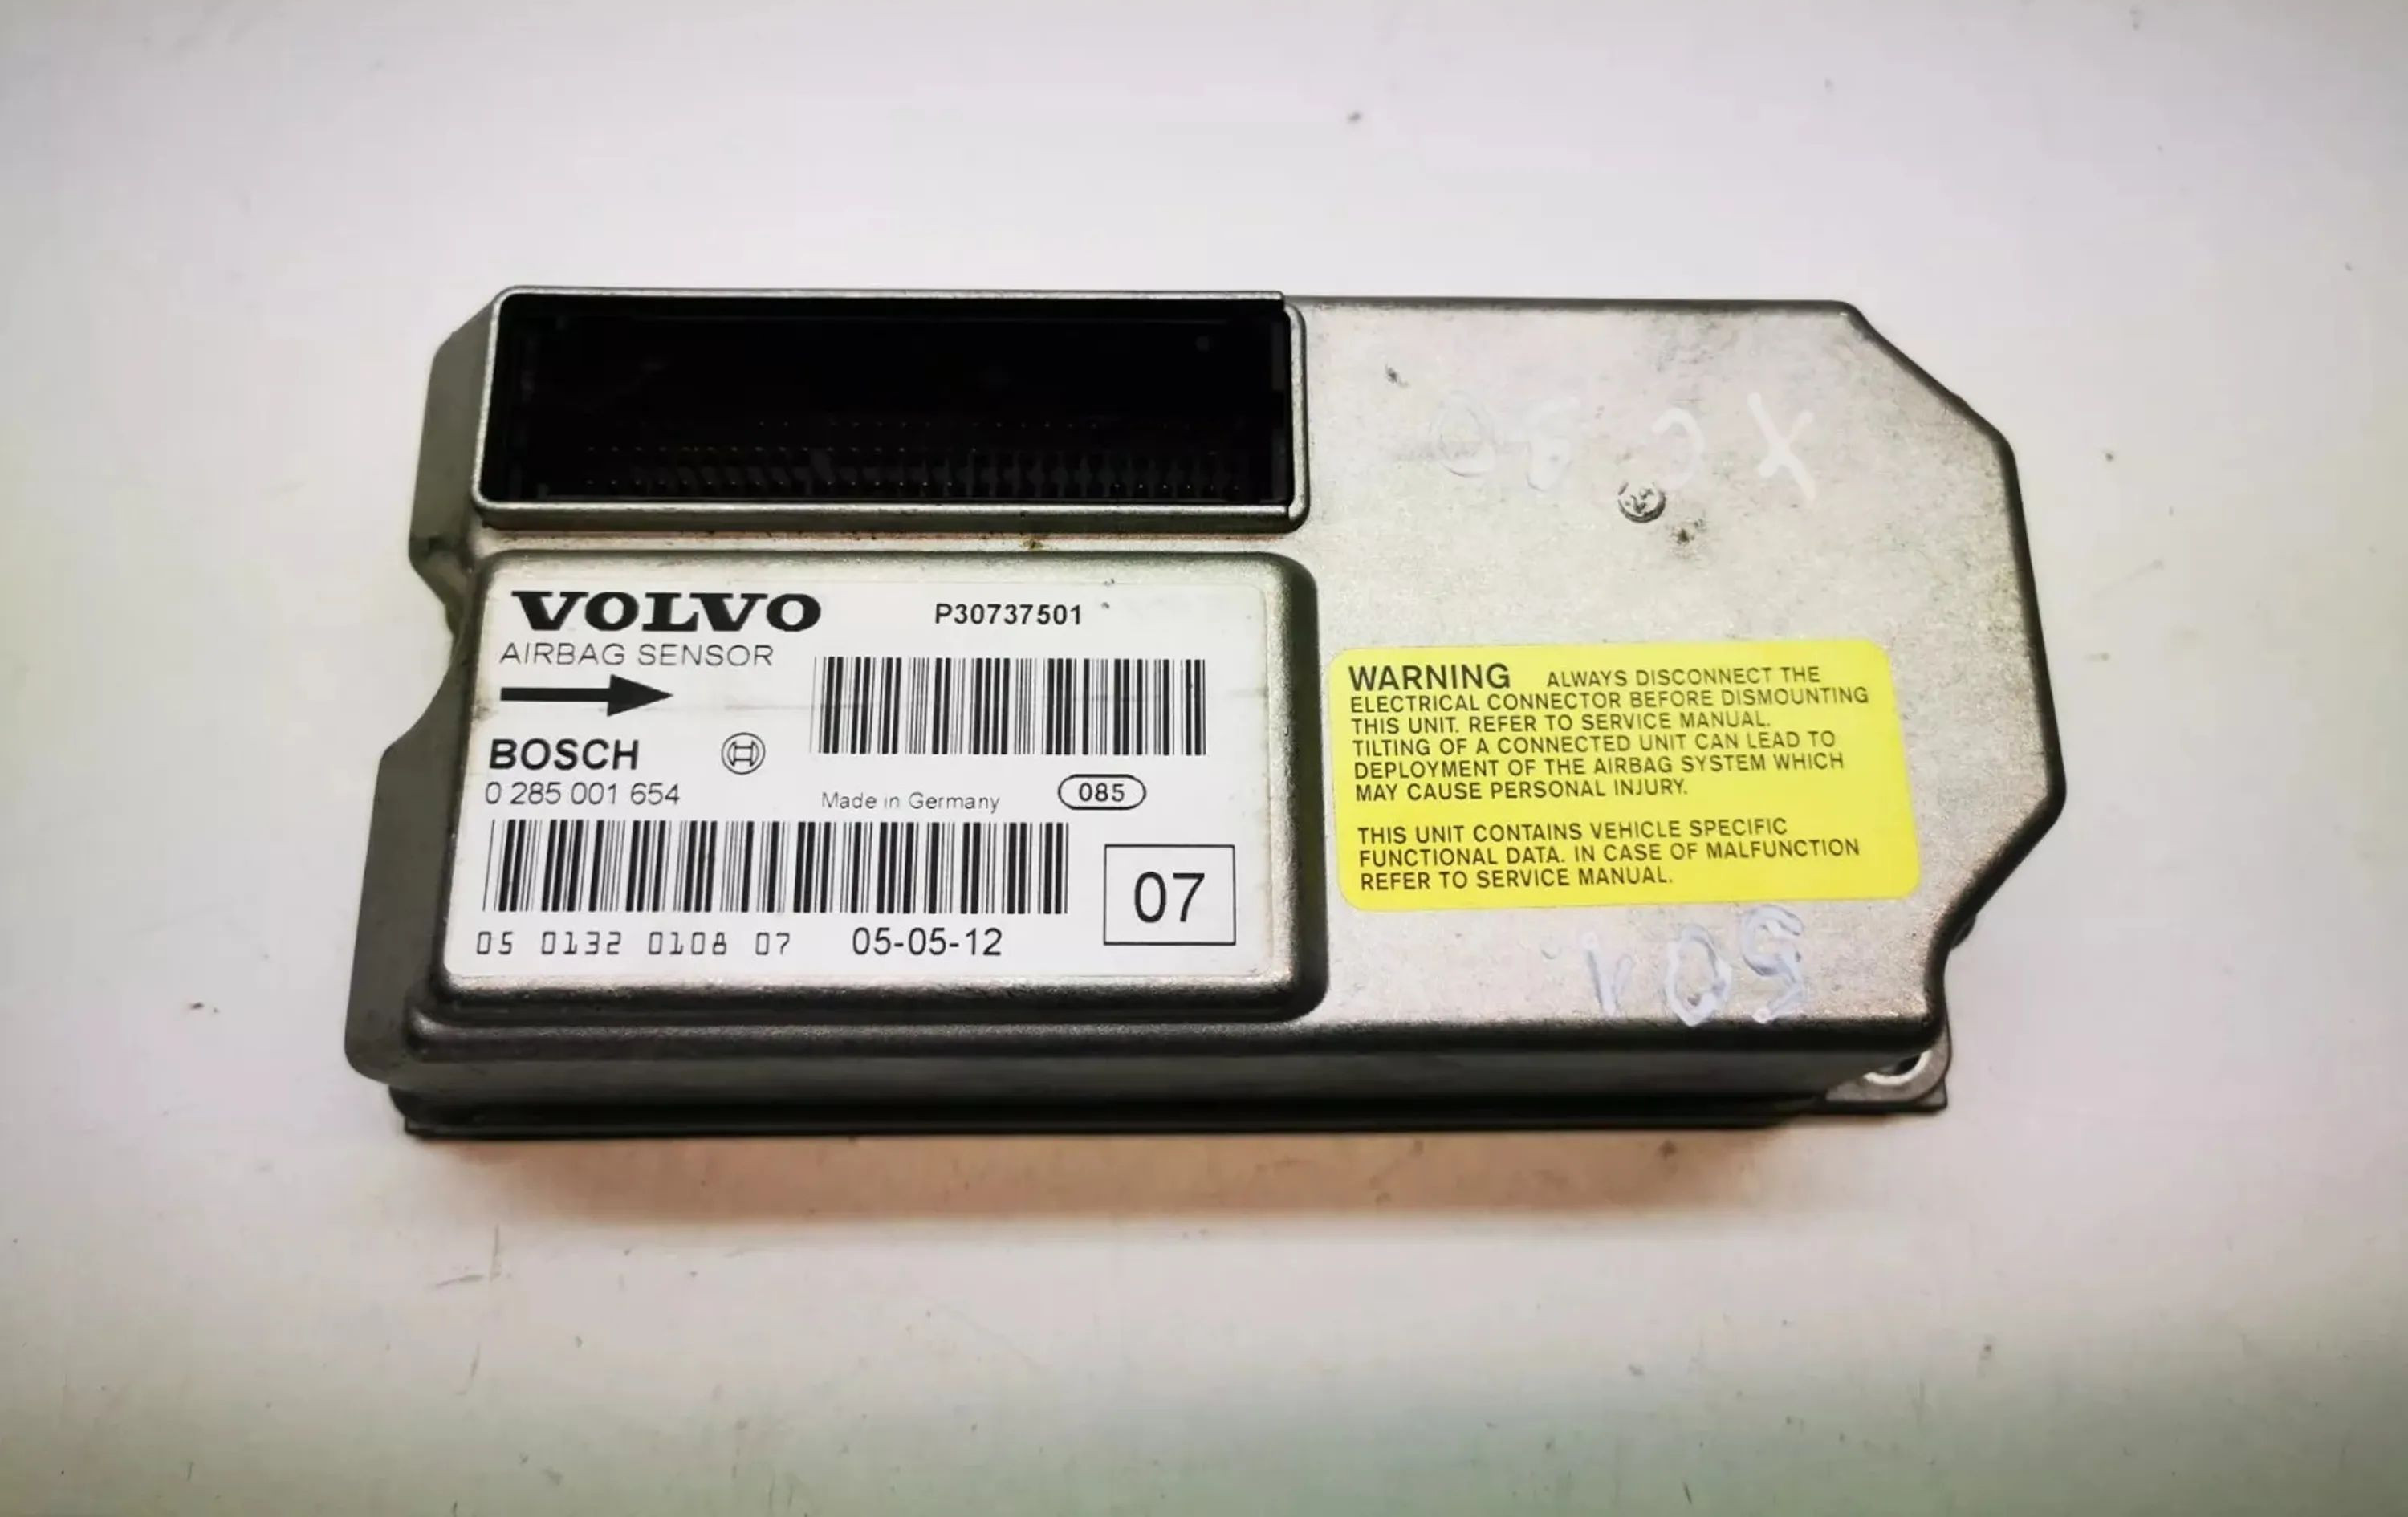 XC 90
VOLVO P30737501
AIRBAG SENSOR
BOSCH
0 285 001 654
Made in Germany 085
07
05 0132 0108 07 05-05-12
WARNING ALWAYS DISCONNECT THE
ELECTRICAL CONNECTOR BEFORE DISMOUNTING
THIS UNIT. REFER TO SERVICE MANUAL.
TILTING OF A CONNECTED UNIT CAN LEAD TO
DEPLOYMENT OF THE AIRBAG SYSTEM WHICH
MAY CAUSE PERSONAL INJURY.
THIS UNIT CONTAINS VEHICLE SPECIFIC
FUNCTIONAL DATA. IN CASE OF MALFUNCTION
REFER TO SERVICE MANUAL.
501